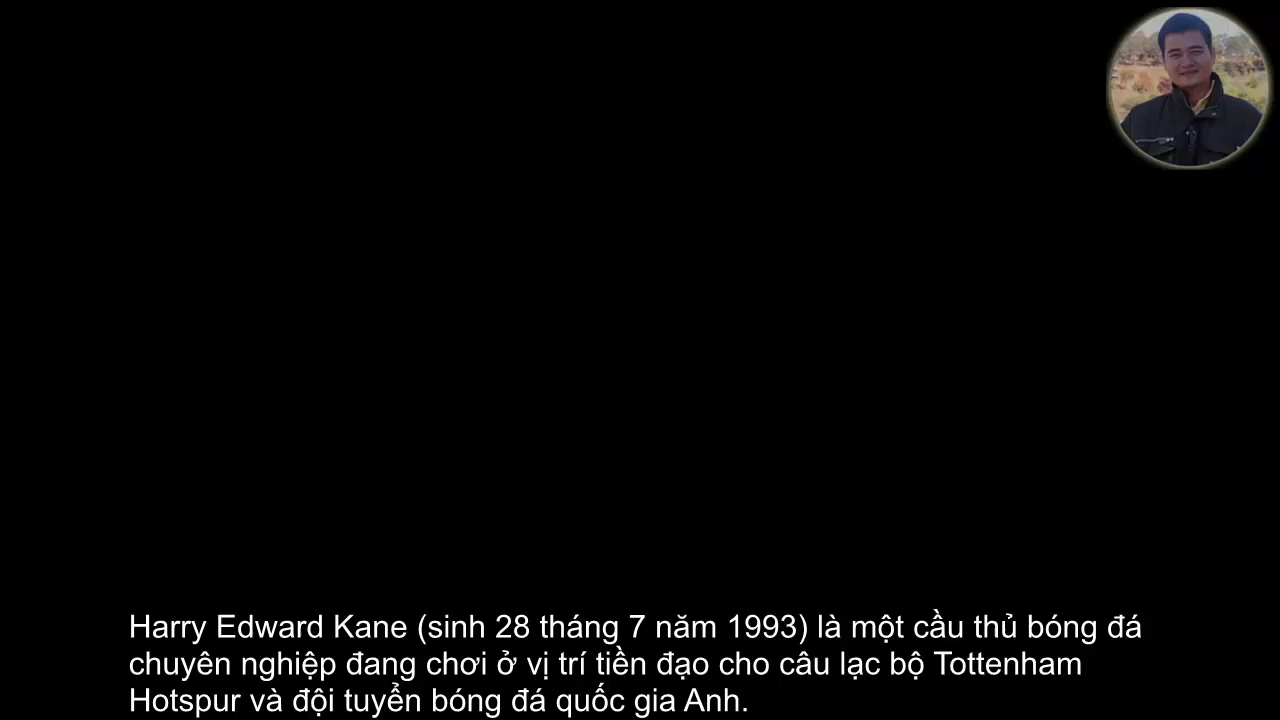 Harry Edward Kane (sinh 28 tháng 7 năm 1993) là một cầu thủ bóng đá
chuyên nghiệp đang chơi ở vị trí tiền đạo cho câu lạc bộ Tottenham
Hotspur và đội tuyển bóng đá quốc gia Anh.